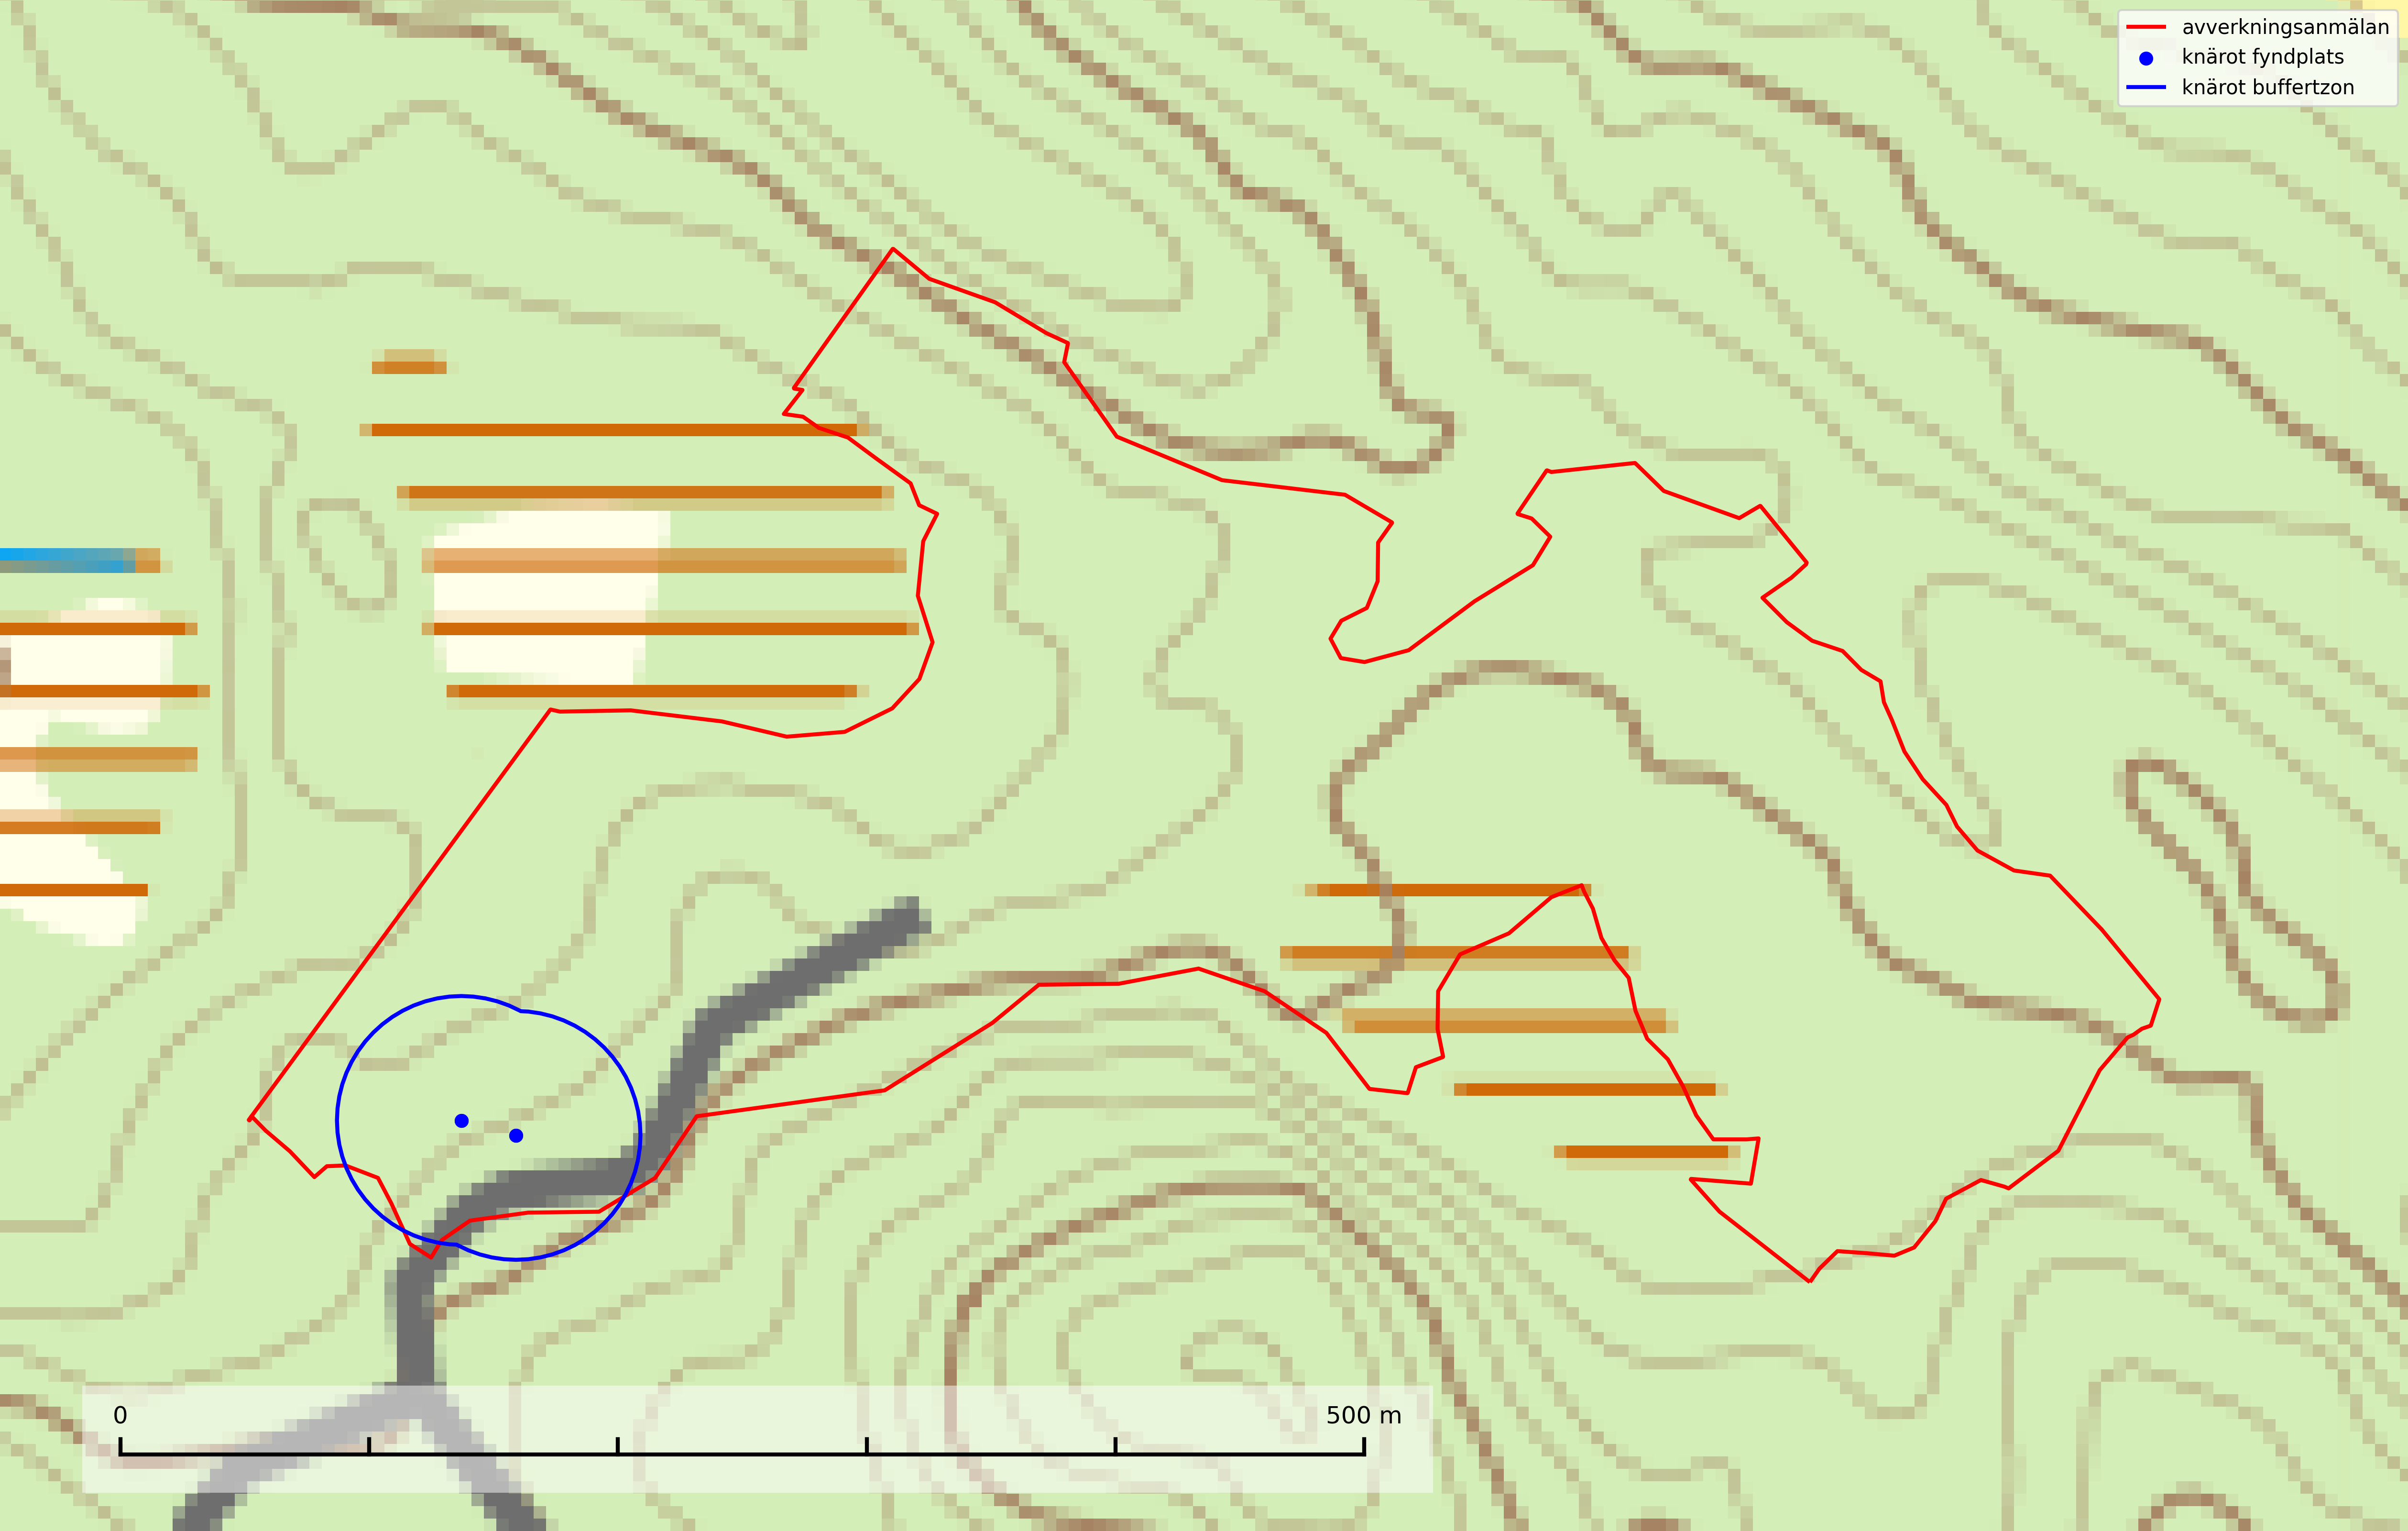 avverkningsanmälan
knärot fyndplats
knärot buffertzon
0
500 m